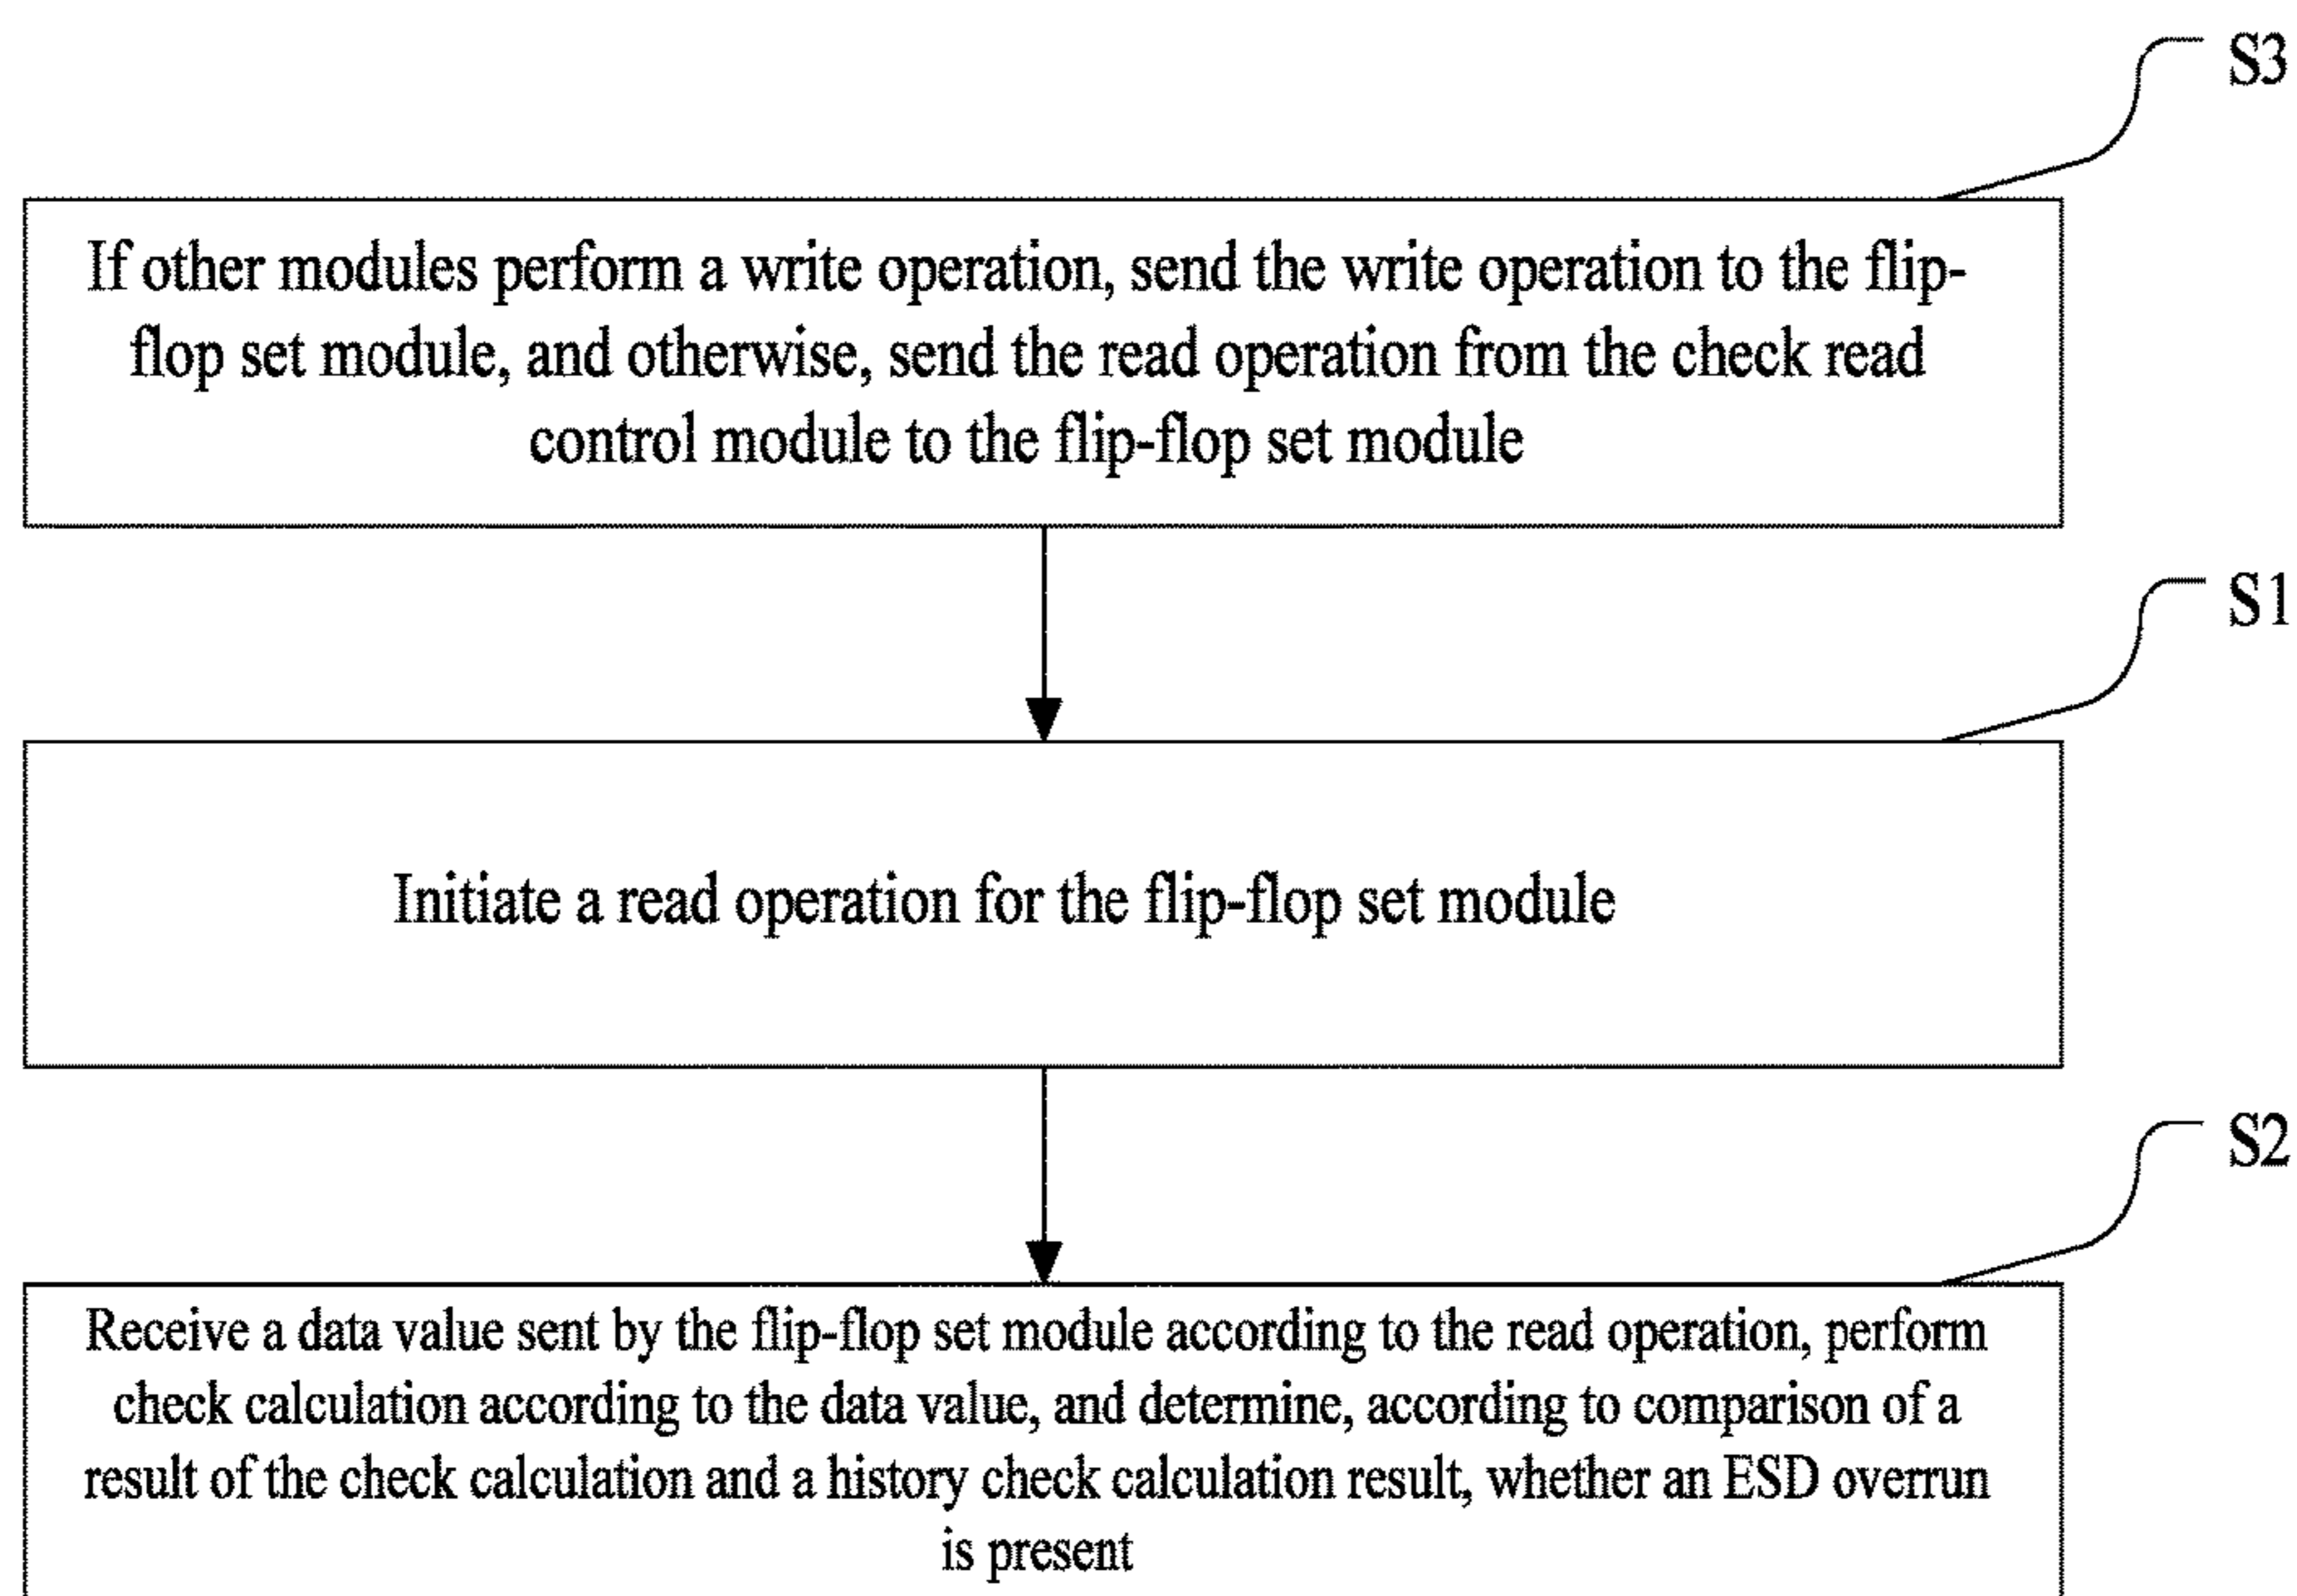 S3
If other modules perform a write operation, send the write operation to the flip-
flop set module, and otherwise, send the read operation from the check read
control module to the flip-flop set module
S1
Initiate a read operation for the flip-flop set module
S2
Receive a data value sent by the flip-flop set module according to the read operation, perform
check calculation according to the data value, and determine, according to comparison of a
result of the check calculation and a history check calculation result, whether an ESD overrun
is present